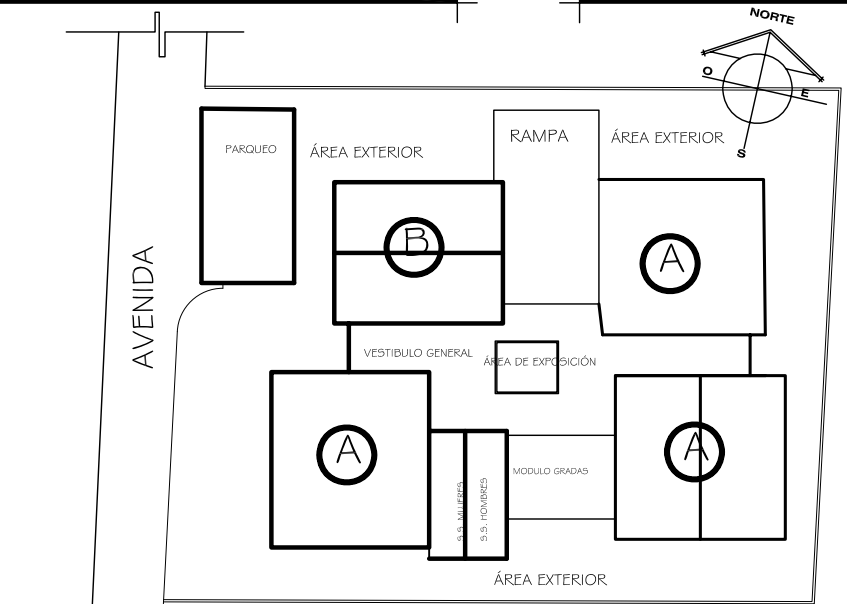 NORTE
O
E
S
PARQUEO
ÁREA EXTERIOR
RAMPA
ÁREA EXTERIOR
B
A
AVENIDA
VESTIBULO GENERAL
ÁREA DE EXPOSICIÓN
A
A
S.S. MUJERES
S.S. HOMBRES
MODULO GRADAS
ÁREA EXTERIOR